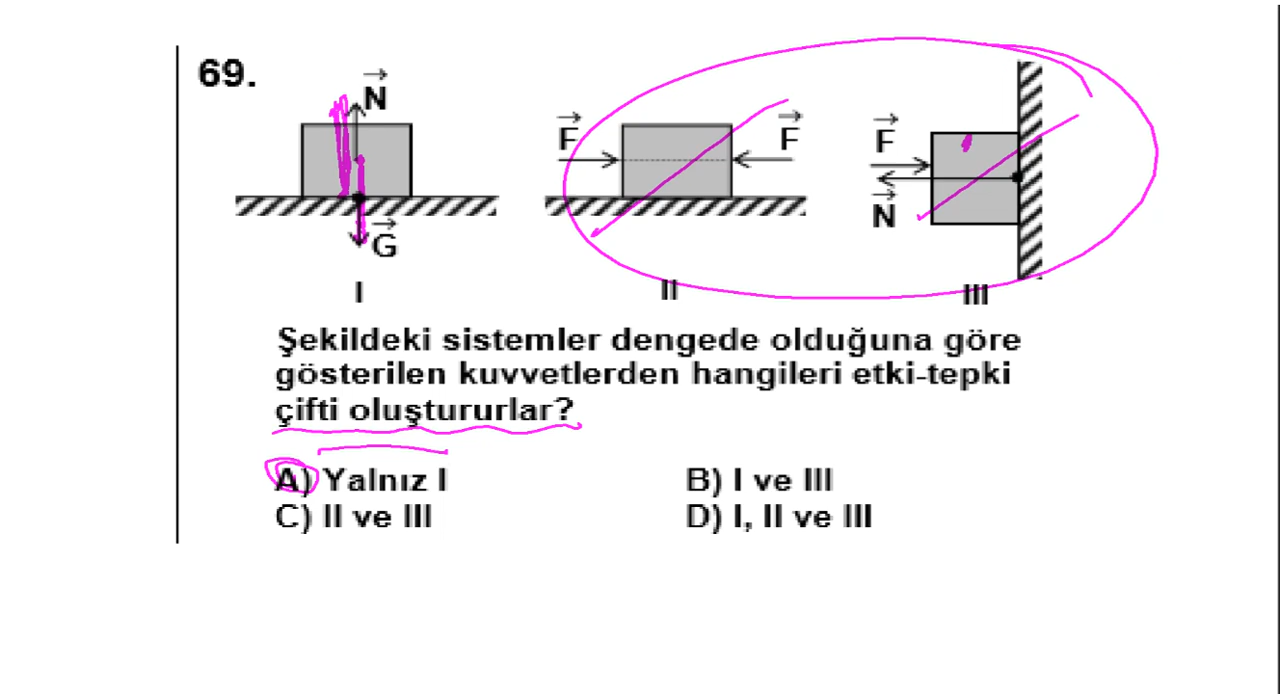 69.
N
G
I
F
F
II
F
N
III
Şekildeki sistemler dengede olduğuna göre
gösterilen kuvvetlerden hangileri etki-tepki
çifti oluştururlar?
A) Yalnız I
B) I ve III
C) II ve III
D) I, II ve III